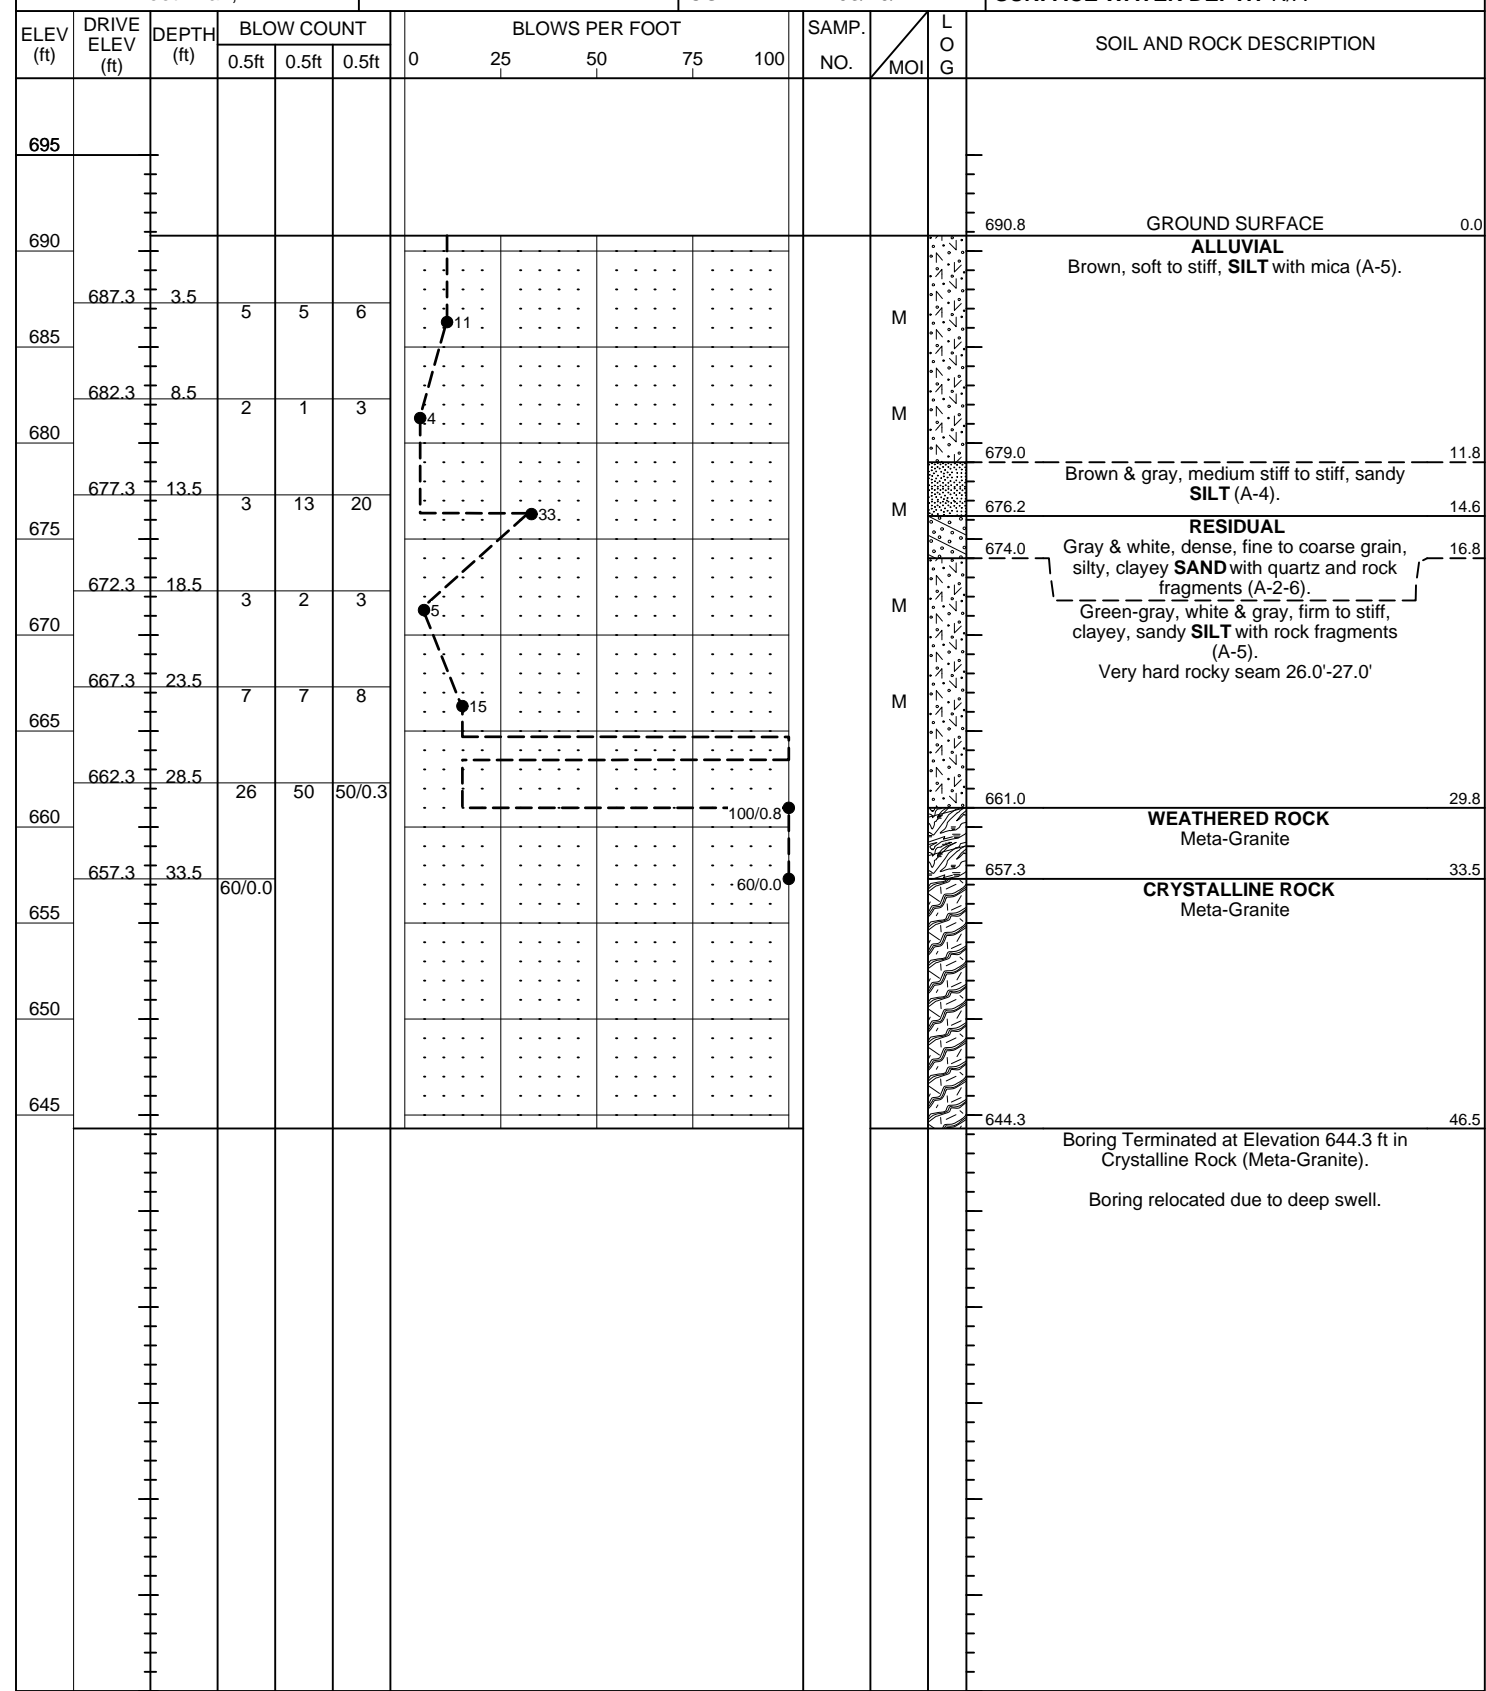 SURFACE WATER DEPTH N/A
ELEV (ft) DRIVE ELEV (ft) DEPTH (ft) BLOW COUNT 0.5ft 0.5ft 0.5ft BLOWS PER FOOT 0 25 50 75 100 SAMP. NO. MOI L O G SOIL AND ROCK DESCRIPTION
695
690.8 GROUND SURFACE 0.0
690
ALLUVIAL
Brown, soft to stiff, SILT with mica (A-5).
687.3 3.5
5 5 6 11 M
685
682.3 8.5
2 1 3 4 M
680
679.0 11.8
Brown & gray, medium stiff to stiff, sandy
SILT (A-4).
677.3 13.5
3 13 20 33 M
676.2 14.6
675
RESIDUAL
674.0 Gray & white, dense, fine to coarse grain, 16.8
silty, clayey SAND with quartz and rock
fragments (A-2-6).
672.3 18.5
3 2 3 5 M
Green-gray, white & gray, firm to stiff,
clayey, sandy SILT with rock fragments
(A-5).
Very hard rocky seam 26.0'-27.0'
670
667.3 23.5
7 7 8 15 M
665
662.3 28.5
26 50 50/0.3 100/0.8
661.0 29.8
660
WEATHERED ROCK
Meta-Granite
657.3 33.5
60/0.0 60/0.0
657.3 33.5
CRYSTALLINE ROCK
Meta-Granite
655
650
645
644.3 46.5
Boring Terminated at Elevation 644.3 ft in
Crystalline Rock (Meta-Granite).
Boring relocated due to deep swell.